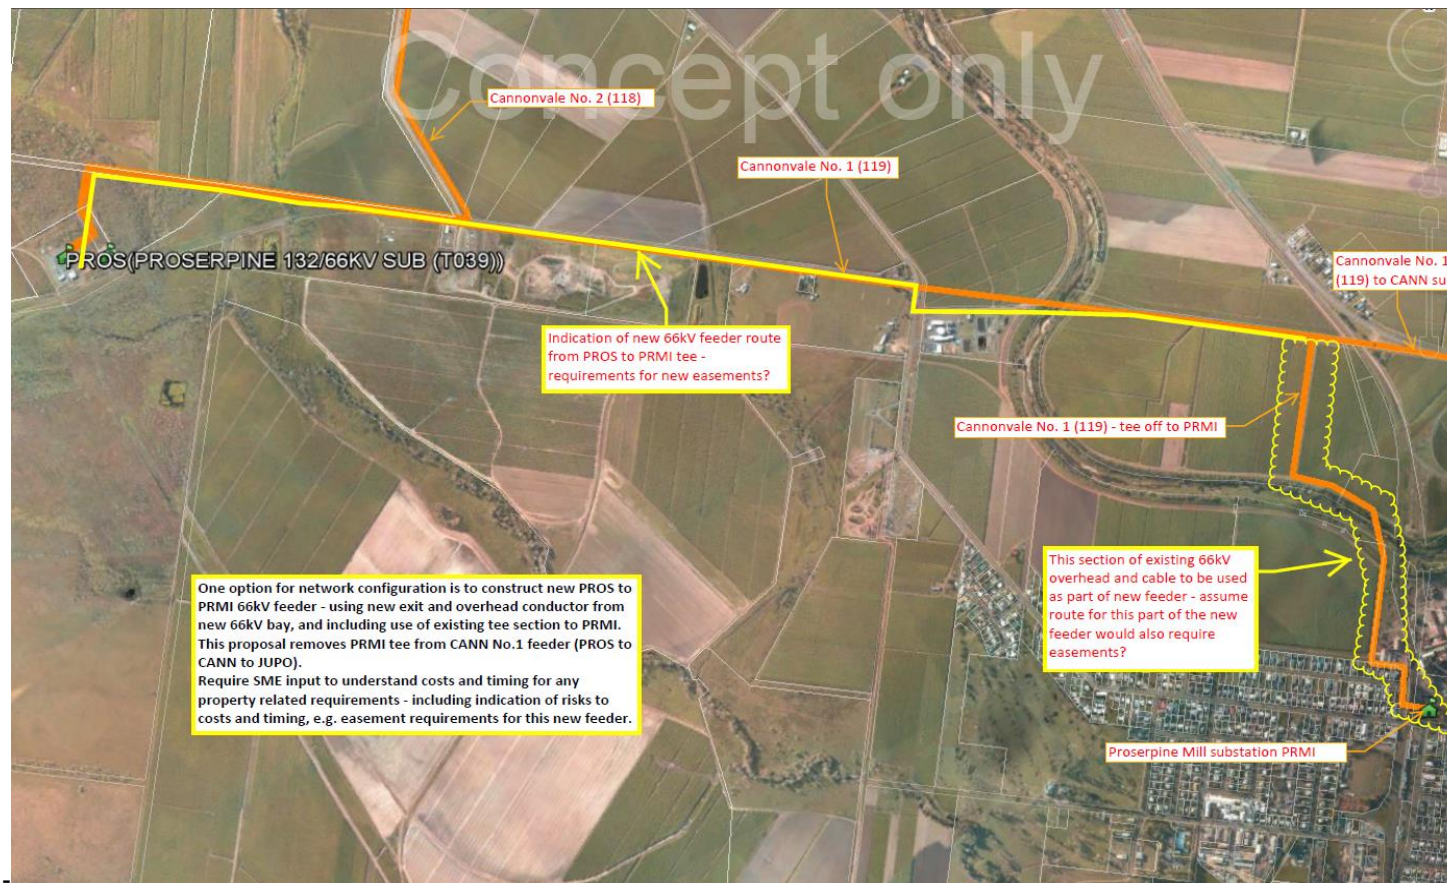 Concept only
Cannonvale No. 2 (118)
Cannonvale No. 1 (119)
Cannonvale No. 1
(119) to CANN su
PROS(PROSERPINE 132/66KV SUB (T039))
Indication of new 66kV feeder route
from PROS to PRMI tee -
requirements for new easements?
Cannonvale No. 1 (119) - tee off to PRMI
This section of existing 66kV
overhead and cable to be used
as part of new feeder - assume
route for this part of the new
feeder would also require
easements?
One option for network configuration is to construct new PROS to
PRMI 66kV feeder - using new exit and overhead conductor from
new 66kV bay, and including use of existing tee section to PRMI.
This proposal removes PRMI tee from CANN No.1 feeder (PROS to
CANN to JUPO).
Require SME input to understand costs and timing for any
property related requirements - including indication of risks to
costs and timing, e.g. easement requirements for this new feeder.
Proserpine Mill substation PRMI